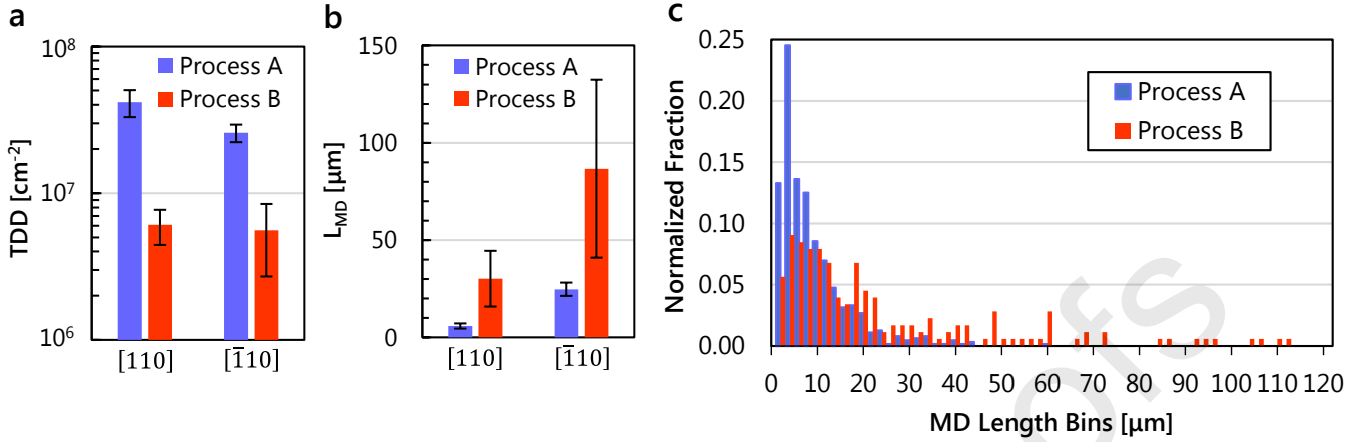 a
TDD [cm⁻²]
10⁸
10⁷
10⁶
Process A
Process B
[110]
[1̅10]
b
L_MD [µm]
150
100
50
0
Process A
Process B
[110]
[1̅10]
c
Normalized Fraction
0.25
0.20
0.15
0.10
0.05
0.00
Process A
Process B
0 10 20 30 40 50 60 70 80 90 100 110 120
MD Length Bins [µm]
ofs